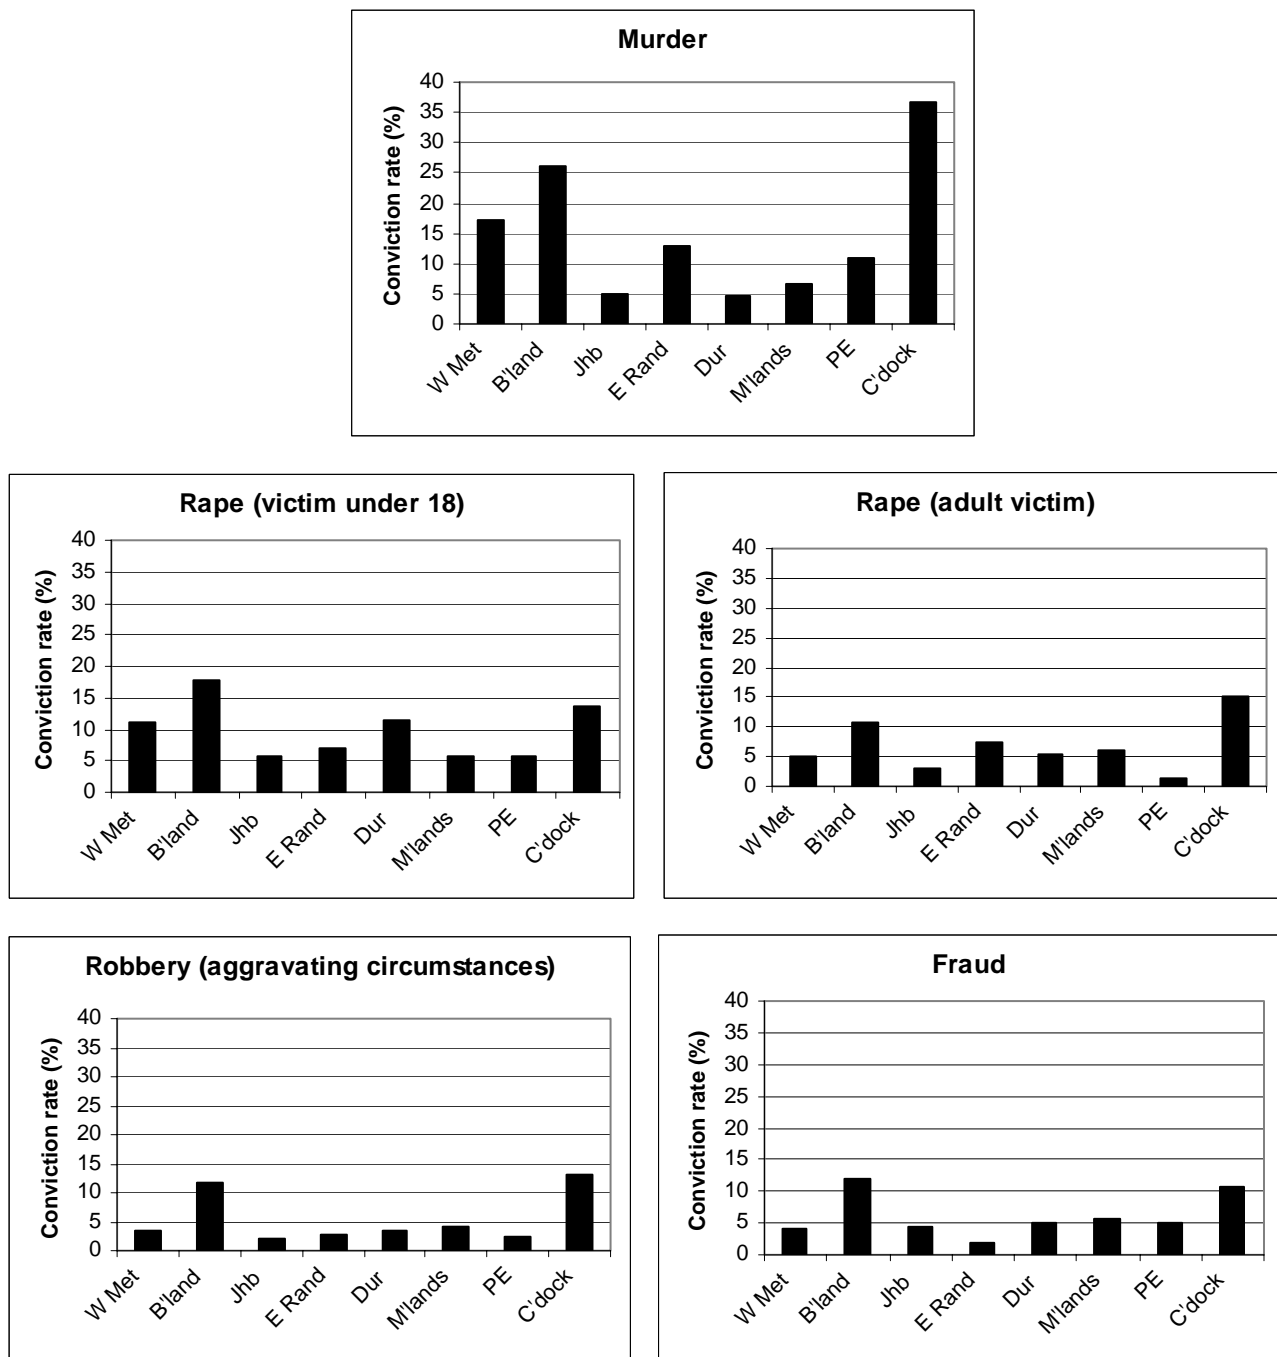 Murder
Conviction rate (%)
40
35
30
25
20
15
10
5
0
W Met
B'land
Jhb
E Rand
Dur
M'lands
PE
C'dock
Rape (victim under 18)
Conviction rate (%)
40
35
30
25
20
15
10
5
0
W Met
B'land
Jhb
E Rand
Dur
M'lands
PE
C'dock
Rape (adult victim)
Conviction rate (%)
40
35
30
25
20
15
10
5
0
W Met
B'land
Jhb
E Rand
Dur
M'lands
PE
C'dock
Robbery (aggravating circumstances)
Conviction rate (%)
40
35
30
25
20
15
10
5
0
W Met
B'land
Jhb
E Rand
Dur
M'lands
PE
C'dock
Fraud
Conviction rate (%)
40
35
30
25
20
15
10
5
0
W Met
B'land
Jhb
E Rand
Dur
M'lands
PE
C'dock